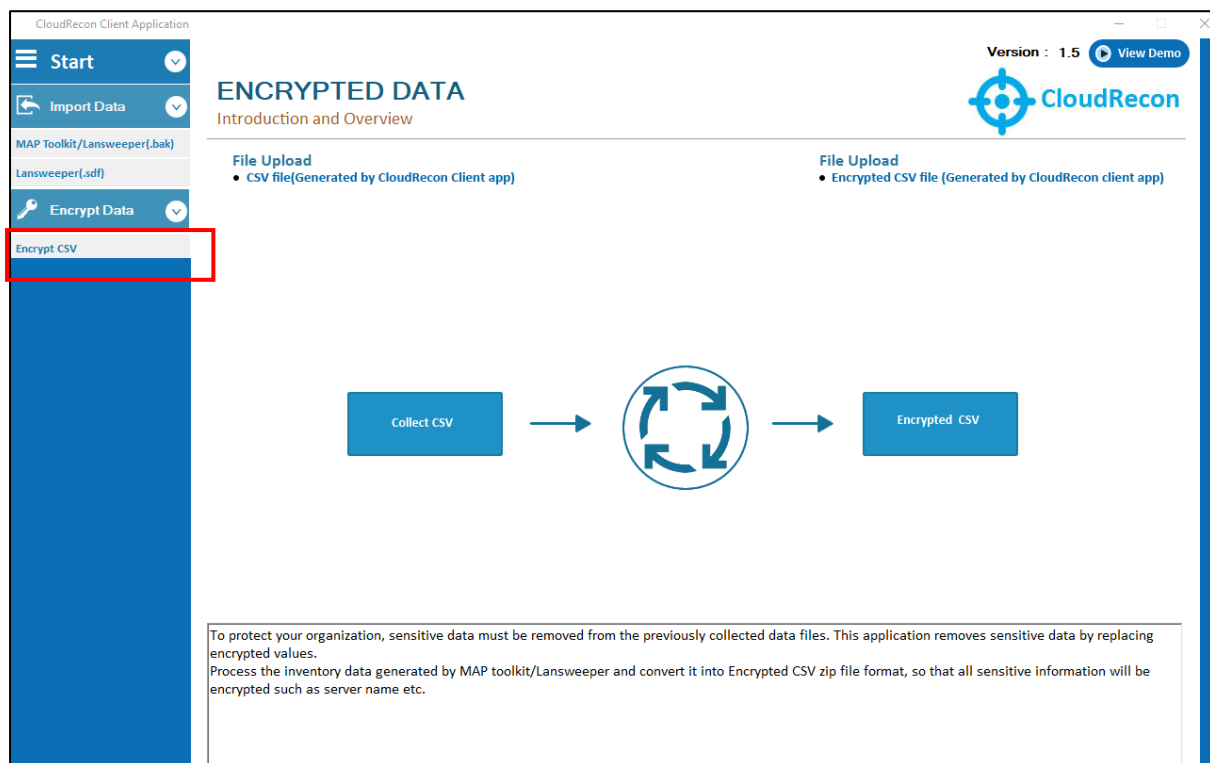 CloudRecon Client Application
Start
Import Data
MAP Toolkit/Lansweeper(.bak)
Lansweeper(.sdf)
Encrypt Data
Encrypt CSV
Version : 1.5
View Demo
CloudRecon
ENCRYPTED DATA
Introduction and Overview
File Upload
• CSV file(Generated by CloudRecon Client app)
File Upload
• Encrypted CSV file (Generated by CloudRecon client app)
Collect CSV
Encrypted CSV
To protect your organization, sensitive data must be removed from the previously collected data files. This application removes sensitive data by replacing
encrypted values.
Process the inventory data generated by MAP toolkit/Lansweeper and convert it into Encrypted CSV zip file format, so that all sensitive information will be
encrypted such as server name etc.